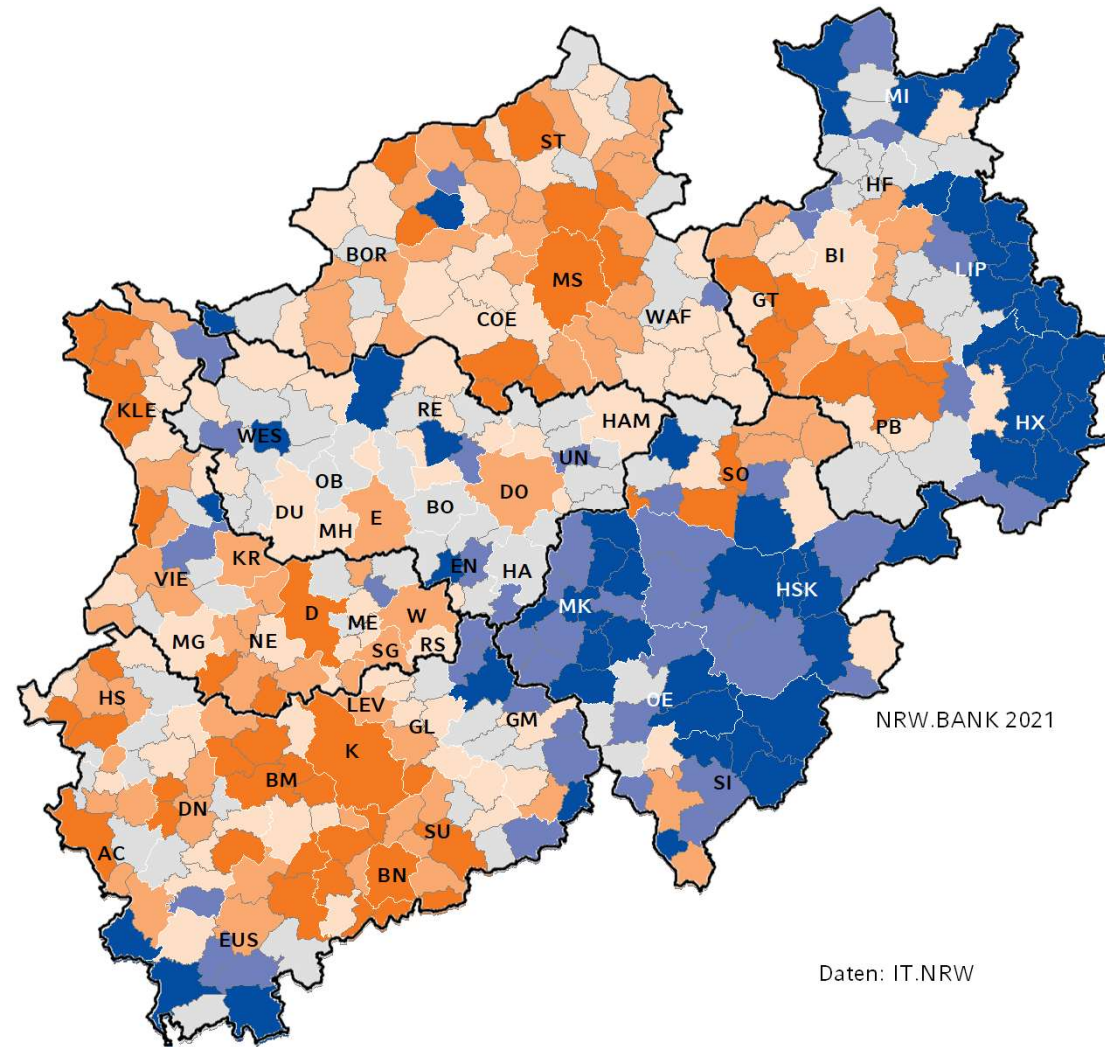 MI
ST
HF
BOR
BI
LIP
MS
GT
COE
WAF
KLE
RE
HAM
WES
PB
HX
UN
SO
OB
DO
DU
BO
E
MH
KR
EN
HA
VIE
HSK
MK
D
ME
W
MG
NE
RS
SG
OE
HS
LEV
GL
GM
NRW.BANK 2021
K
BM
SI
DN
SU
AC
BN
EUS
Daten: IT.NRW